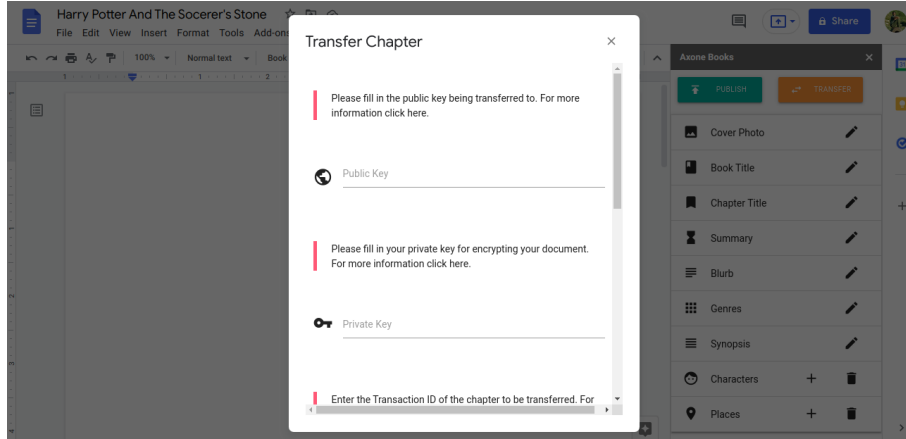 Harry Potter And The Socerer's Stone
File Edit View Insert Format Tools Add-ons
Share
100% Normal text Book
Transfer Chapter
Please fill in the public key being transferred to. For more
information click here.
Public Key
Please fill in your private key for encrypting your document.
For more information click here.
Private Key
Enter the Transaction ID of the chapter to be transferred. For
Axone Books
PUBLISH
TRANSFER
Cover Photo
Book Title
Chapter Title
Summary
Blurb
Genres
Synopsis
Characters
Places